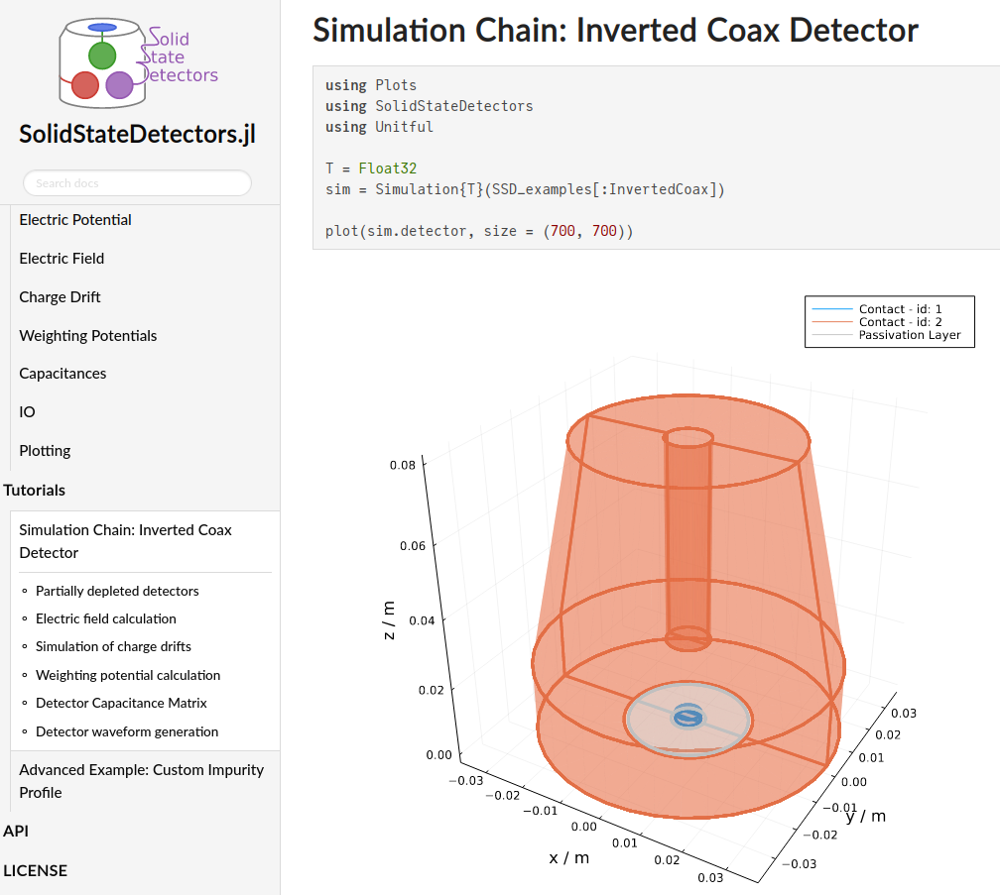 Solid
State
Detectors
SolidStateDetectors.jl
Search docs
Electric Potential
Electric Field
Charge Drift
Weighting Potentials
Capacitances
IO
Plotting
Tutorials
Simulation Chain: Inverted Coax
Detector
Partially depleted detectors
Electric field calculation
Simulation of charge drifts
Weighting potential calculation
Detector Capacitance Matrix
Detector waveform generation
Advanced Example: Custom Impurity
Profile
API
LICENSE
Simulation Chain: Inverted Coax Detector
using Plots
using SolidStateDetectors
using Unitful
T = Float32
sim = Simulation{T}(SSD_examples[:InvertedCoax])
plot(sim.detector, size = (700, 700))
Contact - id: 1
Contact - id: 2
Passivation Layer
0.08
0.06
0.04
0.02
0.00
z / m
−0.03
−0.02
−0.01
0.00
0.01
0.02
0.03
x / m
0.03
0.02
0.01
0.00
−0.01
−0.02
−0.03
y / m